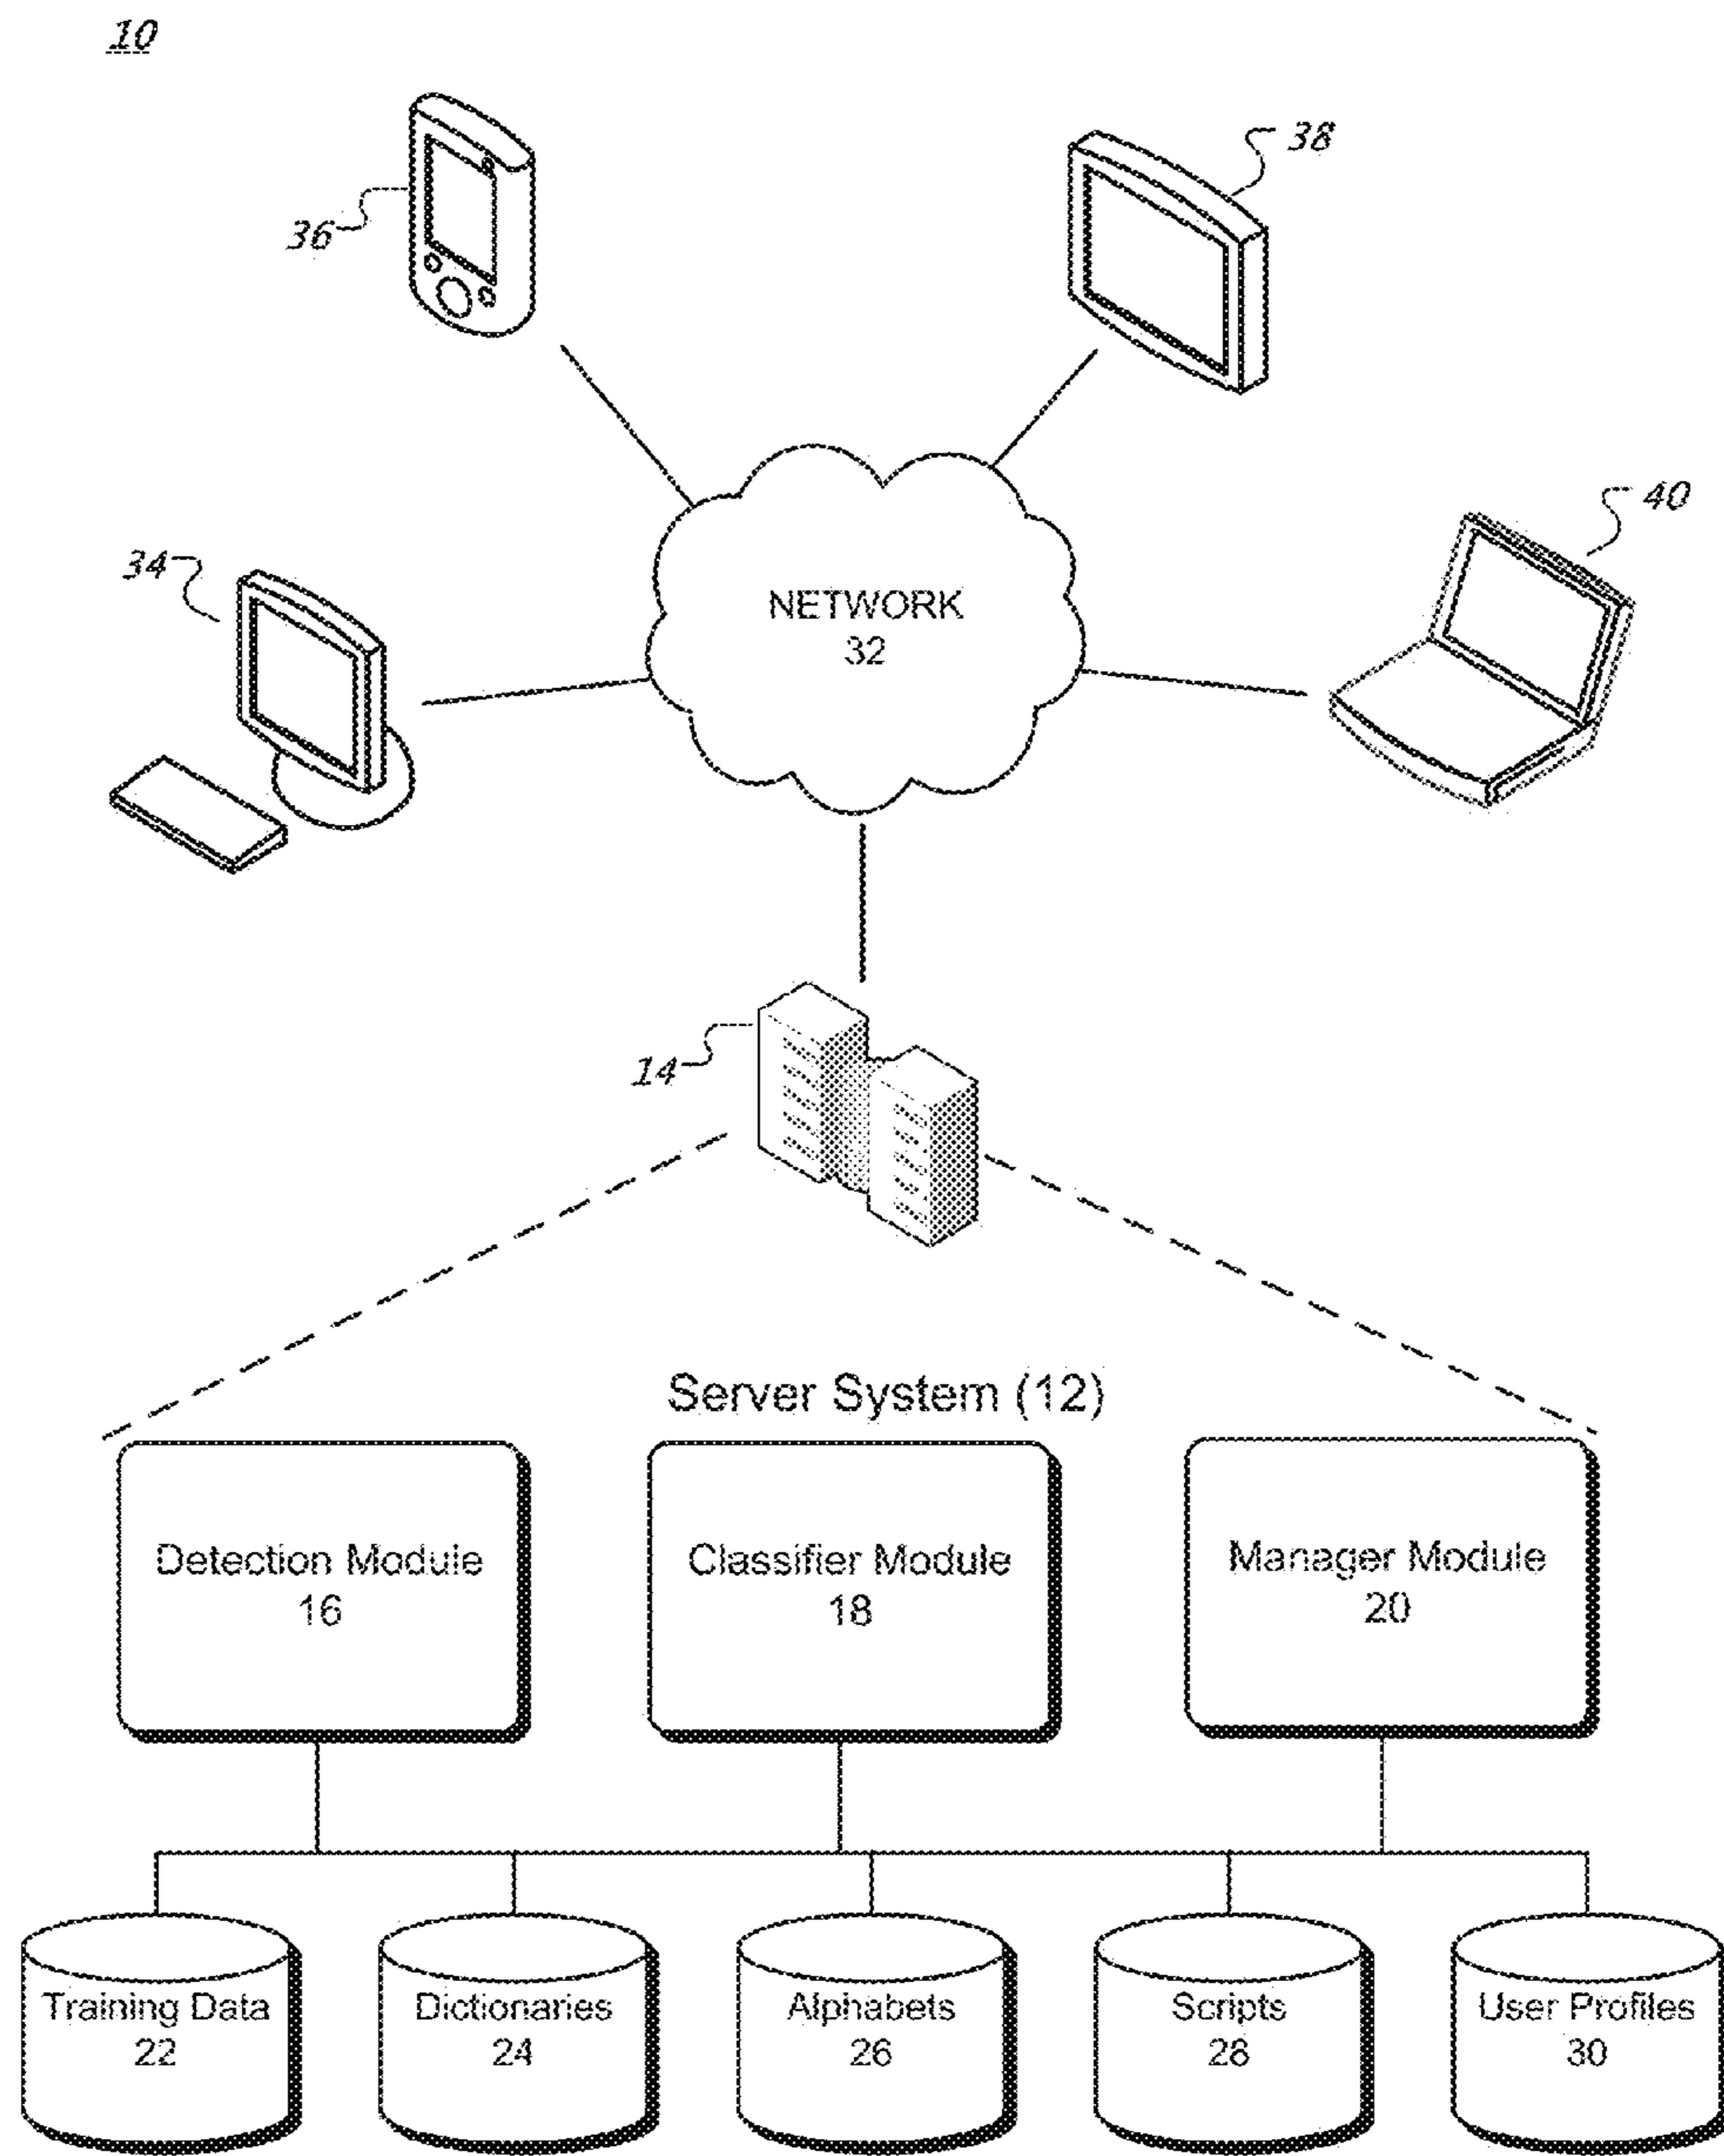 10
36
38
34
40
NETWORK
32
14
Server System (12)
Detection Module
16
Classifier Module
18
Manager Module
20
Training Data
22
Dictionaries
24
Alphabets
26
Scripts
28
User Profiles
30